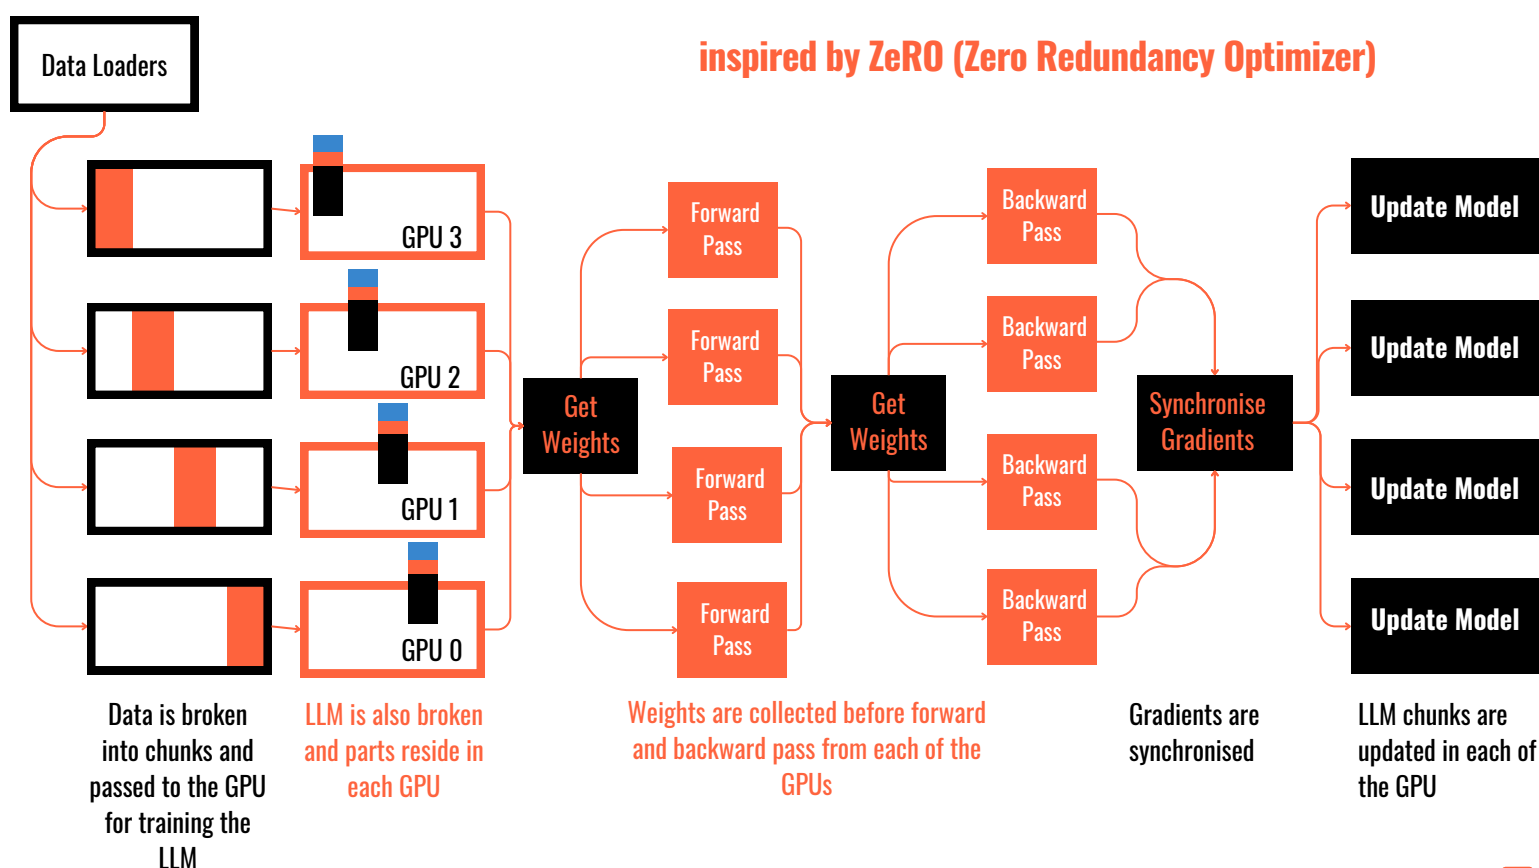 Data Loaders
inspired by ZeRO (Zero Redundancy Optimizer)
GPU 3
GPU 2
GPU 1
GPU 0
Get
Weights
Forward
Pass
Forward
Pass
Forward
Pass
Forward
Pass
Get
Weights
Backward
Pass
Backward
Pass
Backward
Pass
Backward
Pass
Synchronise
Gradients
Update Model
Update Model
Update Model
Update Model
Data is broken
into chunks and
passed to the GPU
for training the
LLM
LLM is also broken
and parts reside in
each GPU
Weights are collected before forward
and backward pass from each of the
GPUs
Gradients are
synchronised
LLM chunks are
updated in each of
the GPU